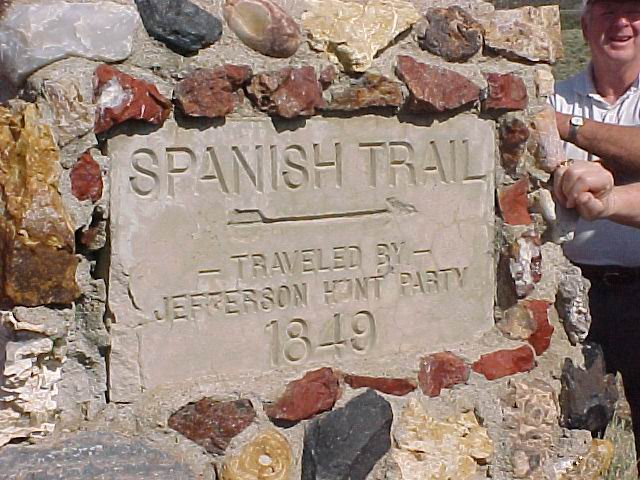 SPANISH TRAIL
— TRAVELED BY —
JEFFERSON HUNT PARTY
1849